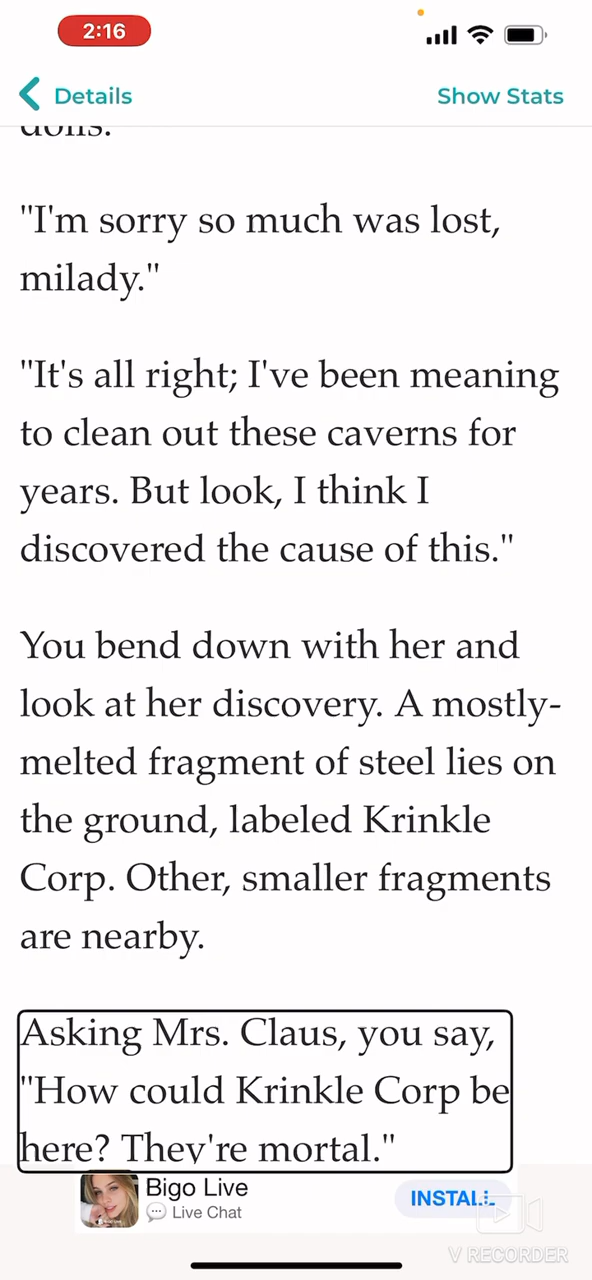 2:16
Details
Show Stats
dolls.
"I'm sorry so much was lost,
milady."
"It's all right; I've been meaning
to clean out these caverns for
years. But look, I think I
discovered the cause of this."
You bend down with her and
look at her discovery. A mostly-
melted fragment of steel lies on
the ground, labeled Krinkle
Corp. Other, smaller fragments
are nearby.
Asking Mrs. Claus, you say,
"How could Krinkle Corp be
here? They're mortal."
Bigo Live
Live Chat
INSTALL
V RECORDER